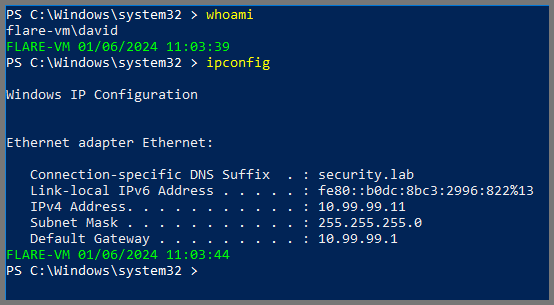 PS C:\Windows\system32 > whoami
flare-vm\david
FLARE-VM 01/06/2024 11:03:39
PS C:\Windows\system32 > ipconfig

Windows IP Configuration


Ethernet adapter Ethernet:

   Connection-specific DNS Suffix  . : security.lab
   Link-local IPv6 Address . . . . . : fe80::b0dc:8bc3:2996:822%13
   IPv4 Address. . . . . . . . . . . : 10.99.99.11
   Subnet Mask . . . . . . . . . . . : 255.255.255.0
   Default Gateway . . . . . . . . . : 10.99.99.1
FLARE-VM 01/06/2024 11:03:44
PS C:\Windows\system32 >